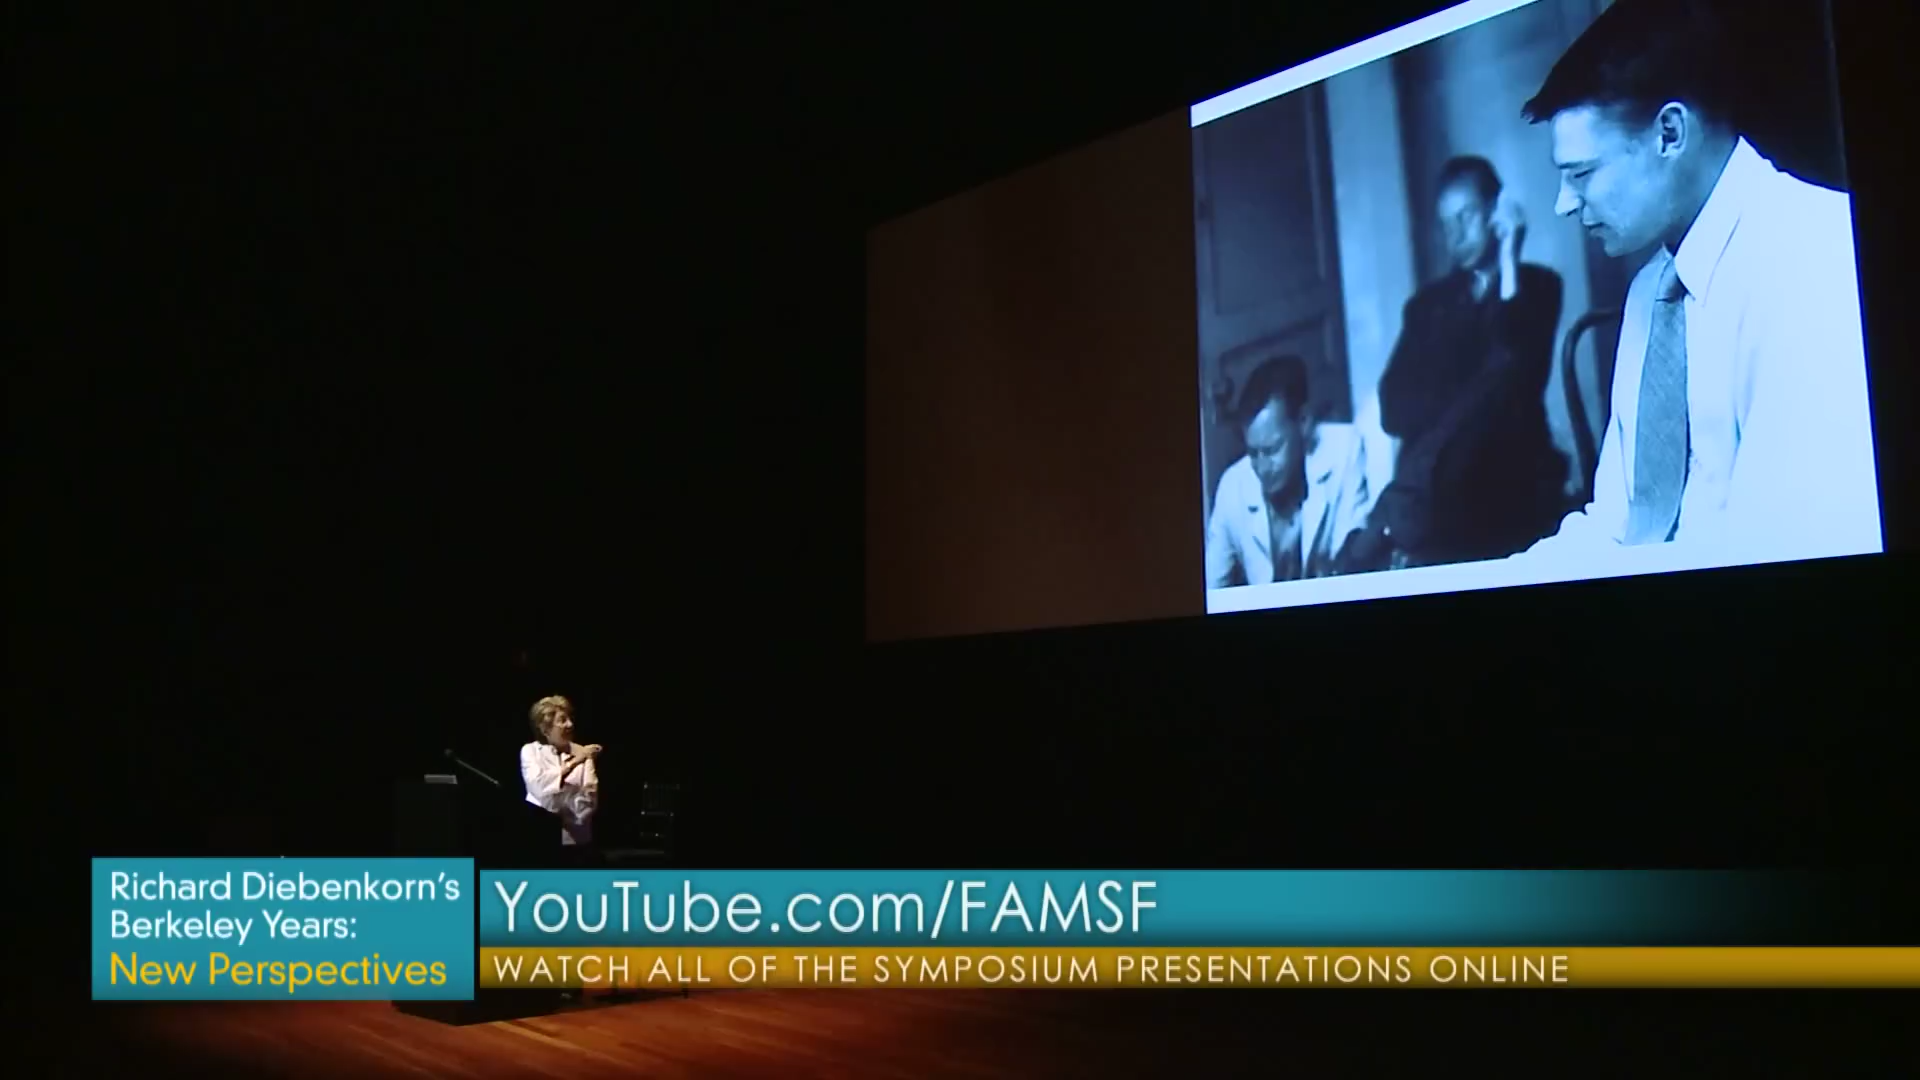 Richard Diebenkorn's
Berkeley Years:
New Perspectives
YouTube.com/FAMSF
WATCH ALL OF THE SYMPOSIUM PRESENTATIONS ONLINE